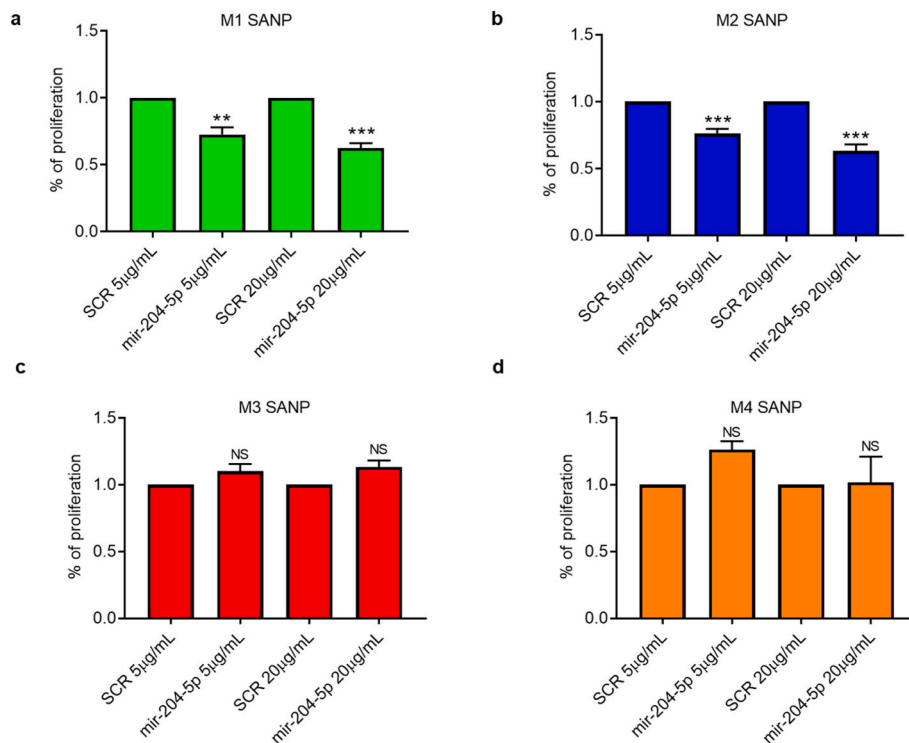 a
M1 SANP
% of proliferation
1.5
1.0
0.5
0.0
**
***
SCR 5µg/mL
mir-204-5p 5µg/mL
SCR 20µg/mL
mir-204-5p 20µg/mL
b
M2 SANP
% of proliferation
1.5
1.0
0.5
0.0
***
***
SCR 5µg/mL
mir-204-5p 5µg/mL
SCR 20µg/mL
mir-204-5p 20µg/mL
c
M3 SANP
% of proliferation
1.5
1.0
0.5
0.0
NS
NS
SCR 5µg/mL
mir-204-5p 5µg/mL
SCR 20µg/mL
mir-204-5p 20µg/mL
d
M4 SANP
% of proliferation
1.5
1.0
0.5
0.0
NS
NS
SCR 5µg/mL
mir-204-5p 5µg/mL
SCR 20µg/mL
mir-204-5p 20µg/mL